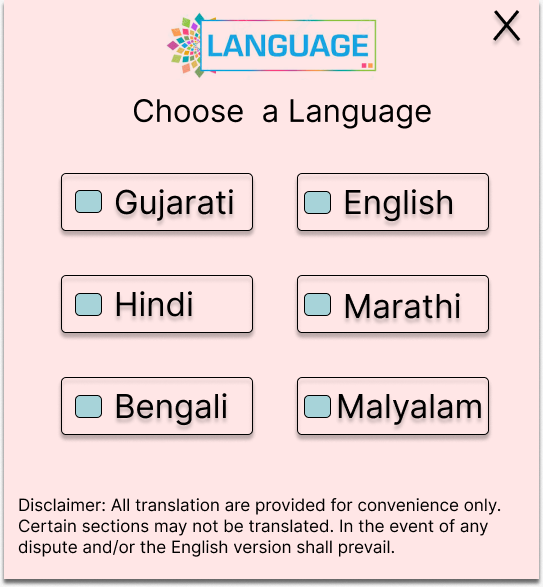 LANGUAGE
X
Choose a Language
Gujarati
English
Hindi
Marathi
Bengali
Malyalam
Disclaimer: All translation are provided for convenience only.
Certain sections may not be translated. In the event of any
dispute and/or the English version shall prevail.